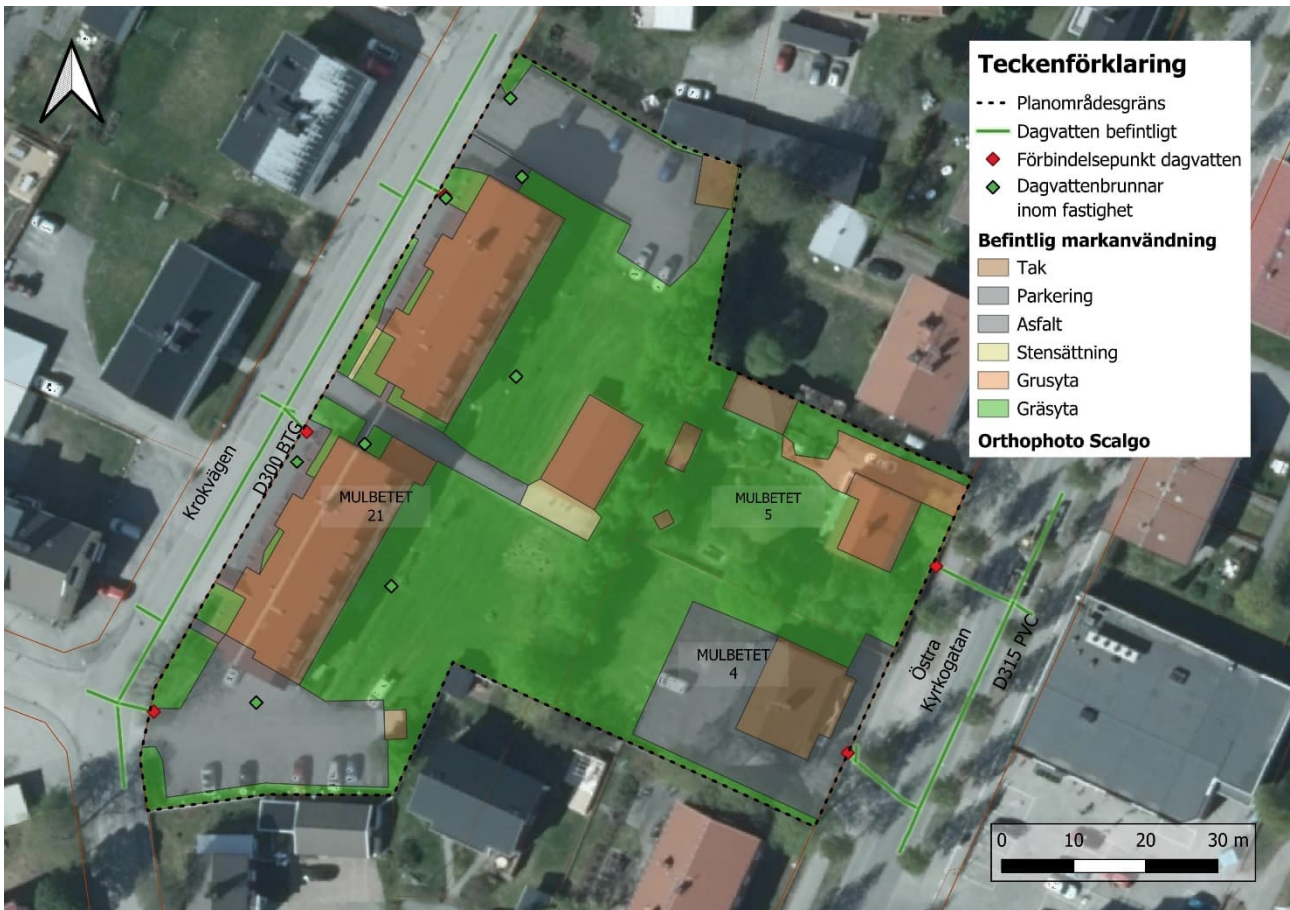 Teckenförklaring
Planområdesgräns
Dagvatten befintligt
Förbindelsepunkt dagvatten
Dagvattenbrunnar
inom fastighet
Befintlig markanvändning
Tak
Parkering
Asfalt
Stensättning
Grusyta
Gräsyta
Orthophoto Scalgo
Krokvägen
D300 BTG
MULBETET
21
MULBETET
5
MULBETET
4
Östra
Kyrkogatan
D315 PVC
0 10 20 30 m